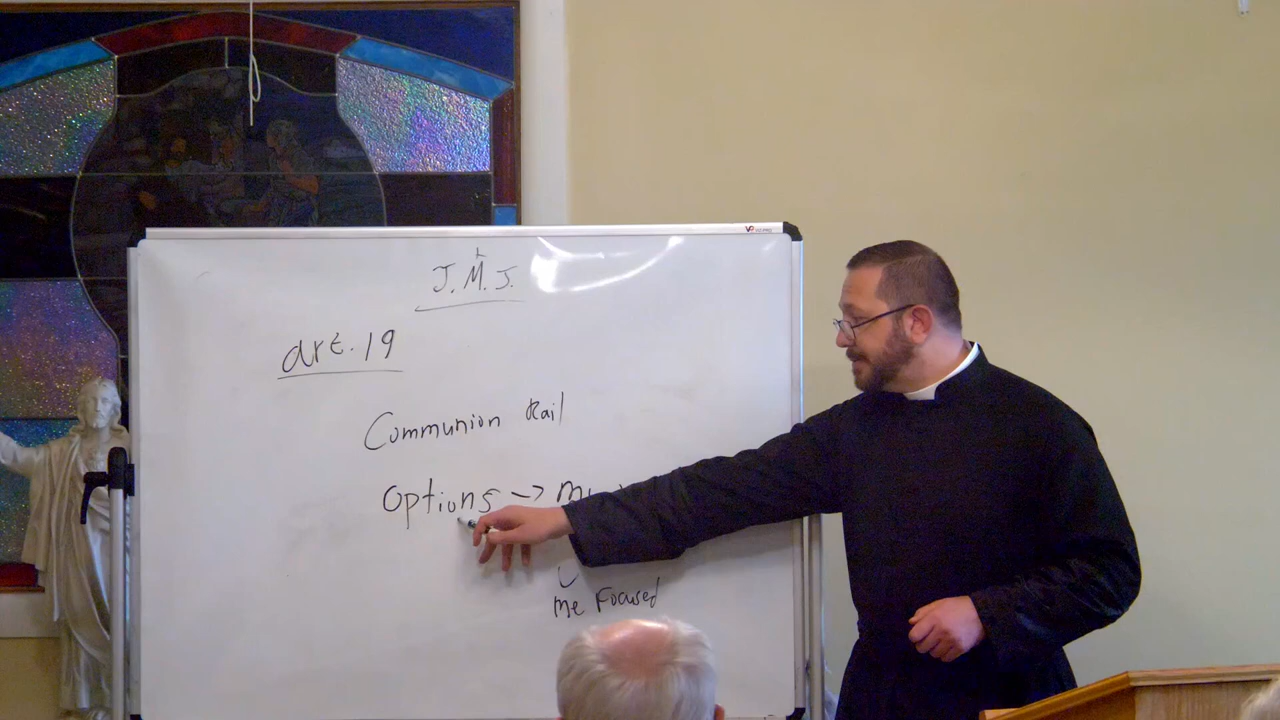 J.M.J.
art. 19
Communion Rail
Options →
me Focused